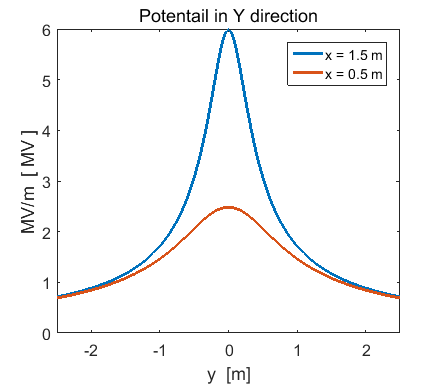 Potentail in Y direction
6
x = 1.5 m
x = 0.5 m
5
4
MV/m [ MV ]
3
2
1
0
-2 -1 0 1 2
y [m]